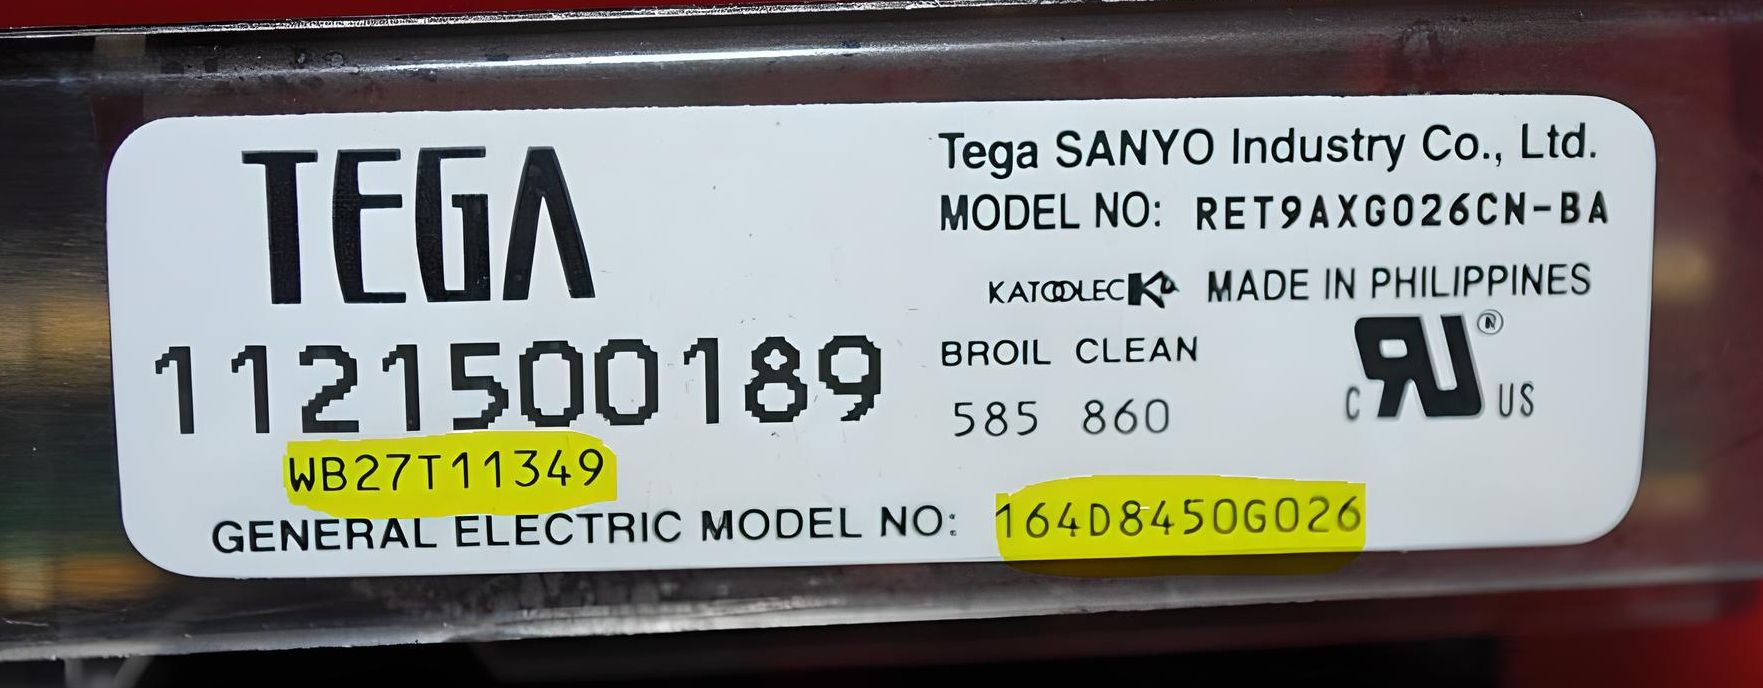 TEGA
1121500189
WB27T11349
Tega SANYO Industry Co., Ltd.
MODEL NO: RET9AXG026CN-BA
KATOOLEC MADE IN PHILIPPINES
BROIL CLEAN
585 860
C RU ® US
GENERAL ELECTRIC MODEL NO: 164D8450G026